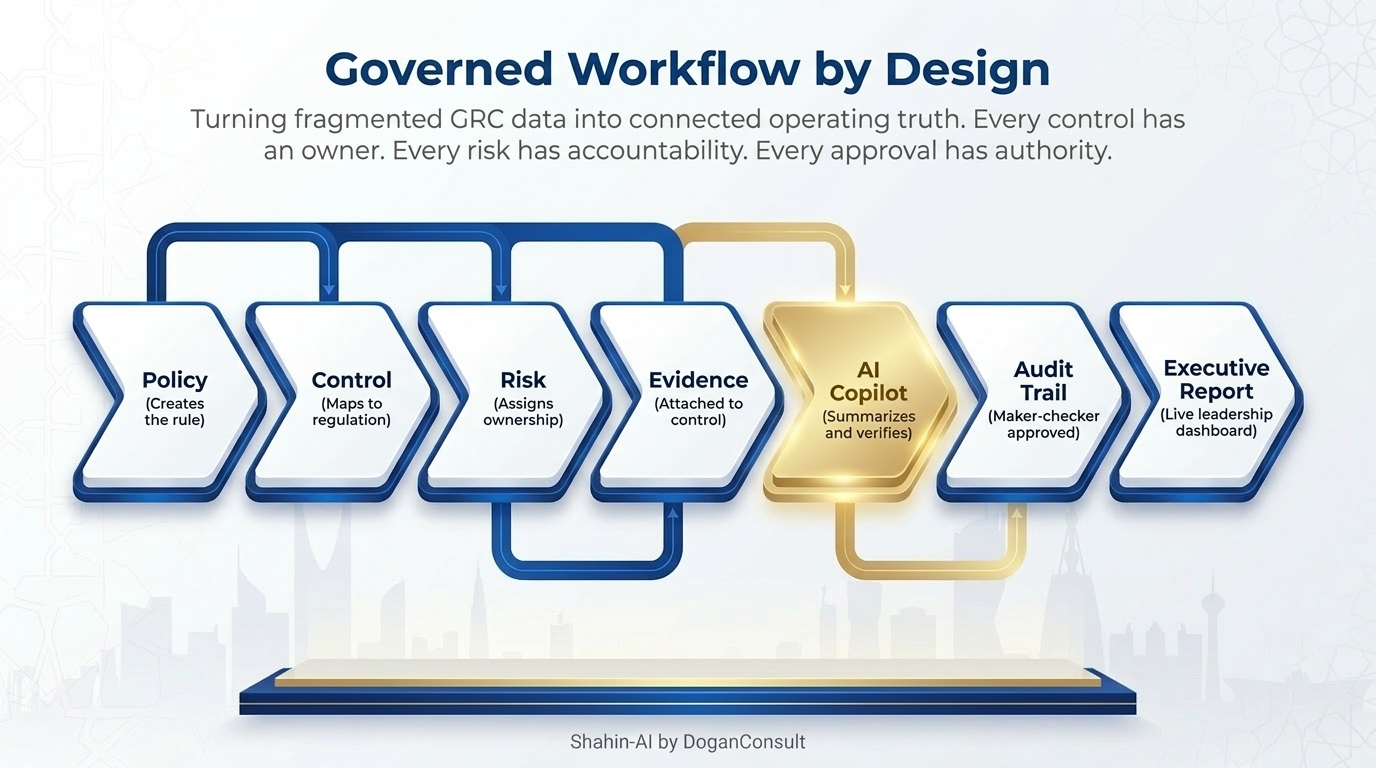 Governed Workflow by Design
Turning fragmented GRC data into connected operating truth. Every control has
an owner. Every risk has accountability. Every approval has authority.
Policy
(Creates
the rule)
Control
(Maps to
regulation)
Risk
(Assigns
ownership)
Evidence
(Attached to
control)
AI
Copilot
(Summarizes
and verifies)
Audit
Trail
(Maker-checker
approved)
Executive
Report
(Live leadership
dashboard)
Shahin-AI by DoganConsult